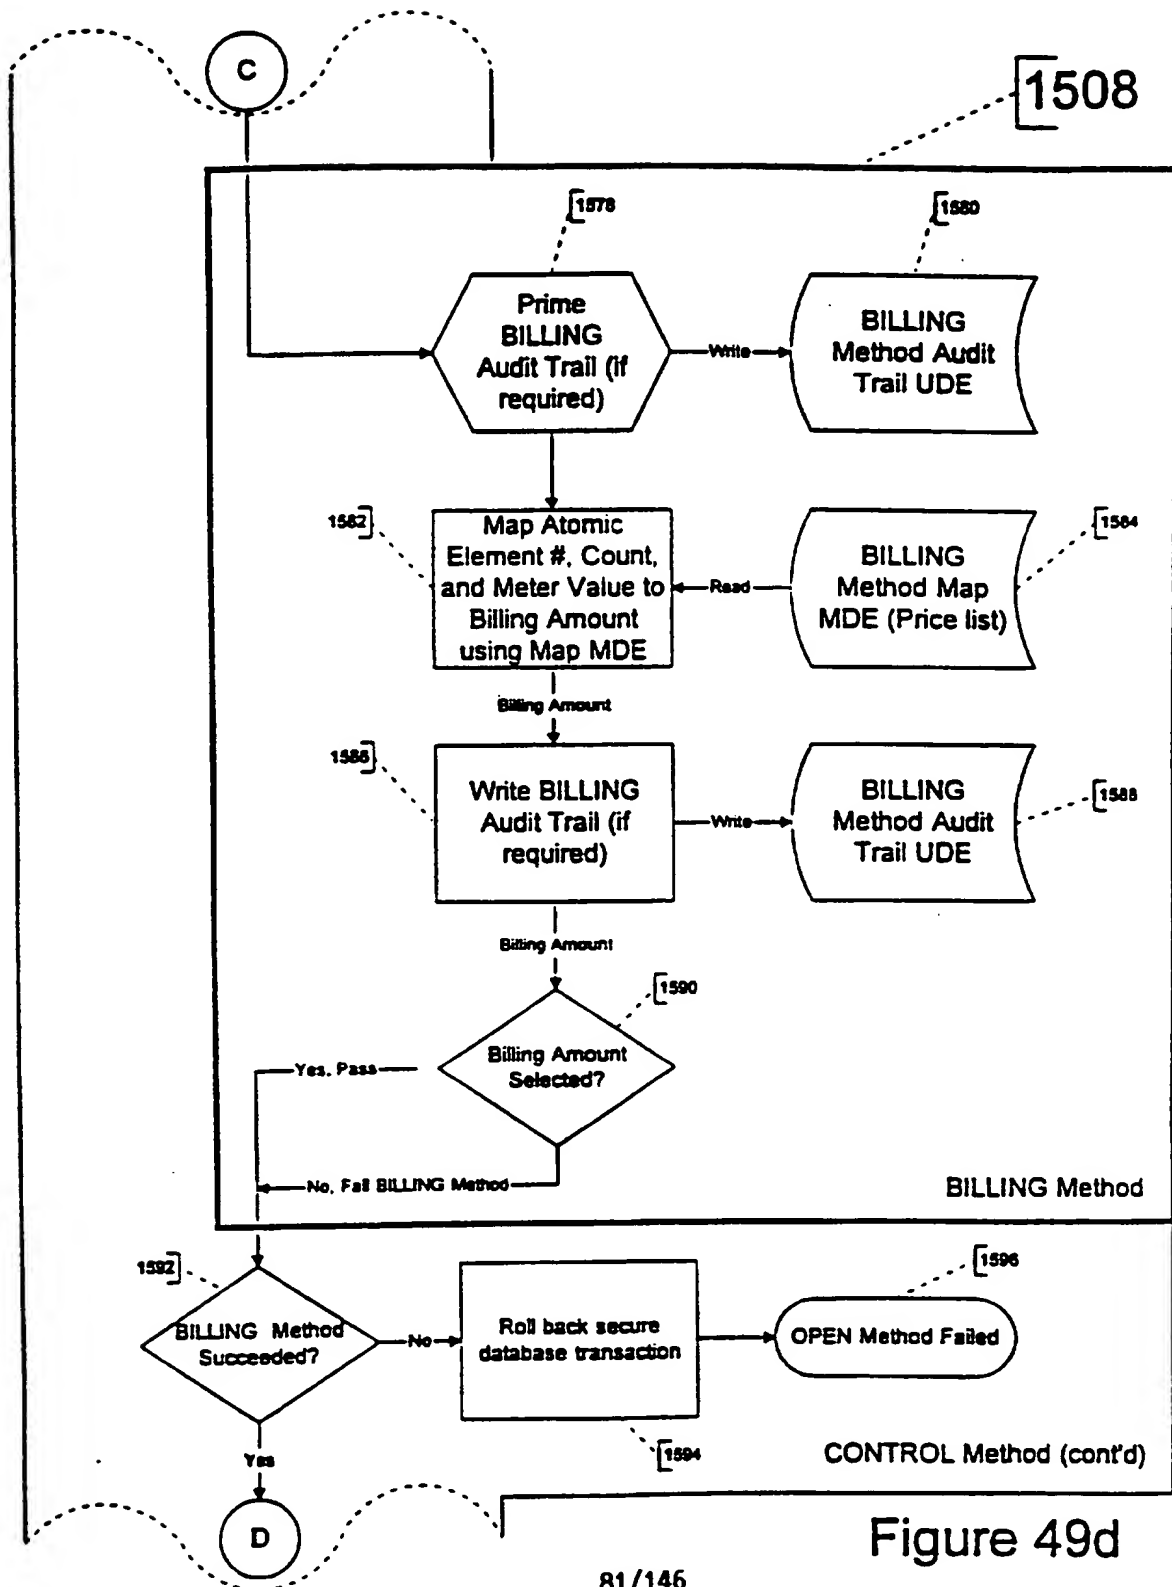 C
1508
1578
1580
Prime
BILLING
Audit Trail (if
required)
Write
BILLING
Method Audit
Trail UDE
1582
Map Atomic
Element #, Count,
and Meter Value to
Billing Amount
using Map MDE
Read
BILLING
Method Map
MDE (Price list)
1584
Billing Amount
1586
Write BILLING
Audit Trail (if
required)
Write
BILLING
Method Audit
Trail UDE
1588
Billing Amount
1590
Billing Amount
Selected?
Yes, Pass
No, Fail BILLING Method
BILLING Method
1592
BILLING Method
Succeeded?
No
Roll back secure
database transaction
1596
OPEN Method Failed
1594
Yes
CONTROL Method (cont'd)
D
Figure 49d
81/146